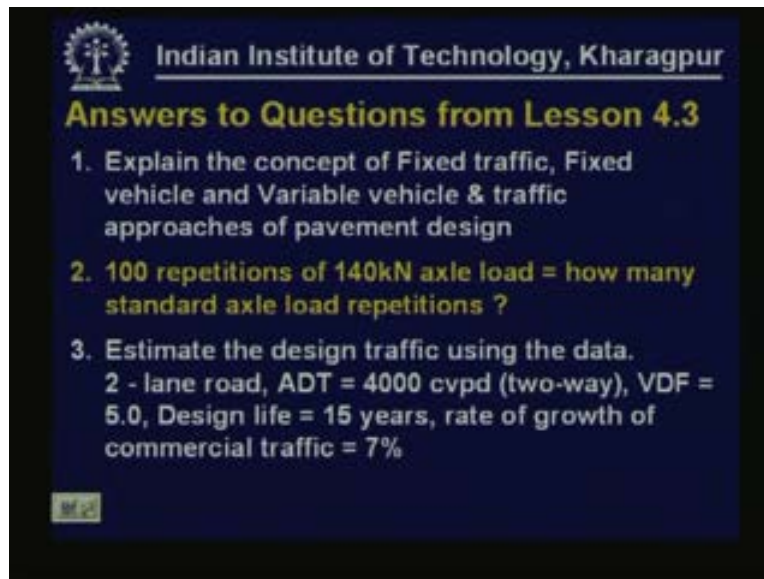 Indian Institute of Technology, Kharagpur
Answers to Questions from Lesson 4.3
1. Explain the concept of Fixed traffic, Fixed
vehicle and Variable vehicle & traffic
approaches of pavement design
2. 100 repetitions of 140kN axle load = how many
standard axle load repetitions ?
3. Estimate the design traffic using the data.
2 - lane road, ADT = 4000 cvpd (two-way), VDF =
5.0, Design life = 15 years, rate of growth of
commercial traffic = 7%